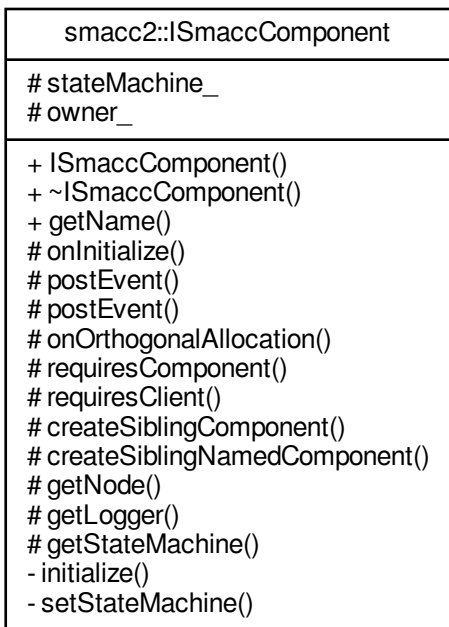 smacc2::ISmaccComponent
# stateMachine_
# owner_
+ ISmaccComponent()
+ ~ISmaccComponent()
+ getName()
# onInitialize()
# postEvent()
# postEvent()
# onOrthogonalAllocation()
# requiresComponent()
# requiresClient()
# createSiblingComponent()
# createSiblingNamedComponent()
# getNode()
# getLogger()
# getStateMachine()
- initialize()
- setStateMachine()